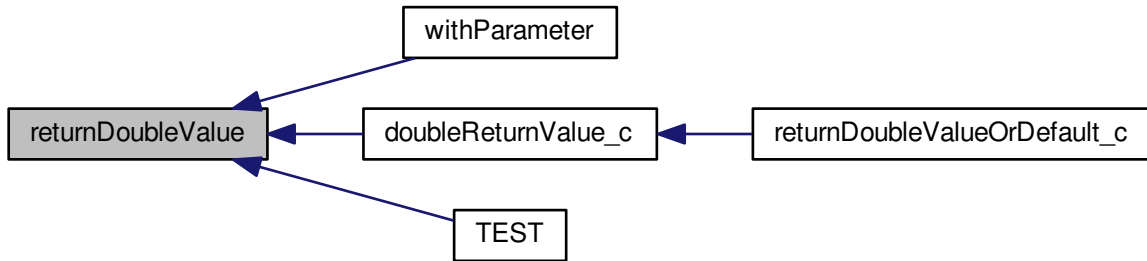 withParameter
returnDoubleValue
doubleReturnValue_c
returnDoubleValueOrDefault_c
TEST